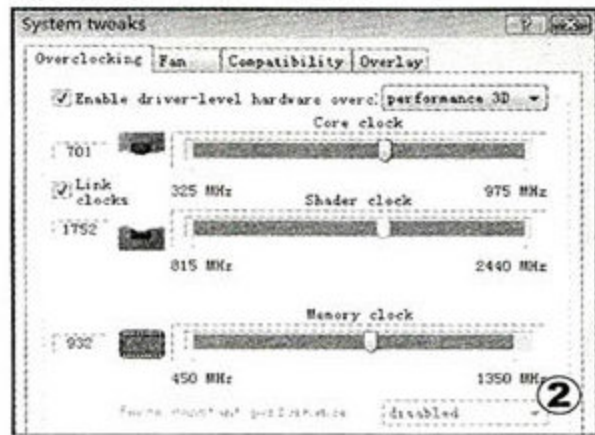 System tweaks
Overclocking Fan Compatibility Overlay
Enable driver-level hardware overc. performance 3D
Core clock
701
Link clocks
325 MHz 975 MHz
Shader clock
1752
815 MHz 2440 MHz
Memory clock
932
450 MHz 1350 MHz
disabled
2